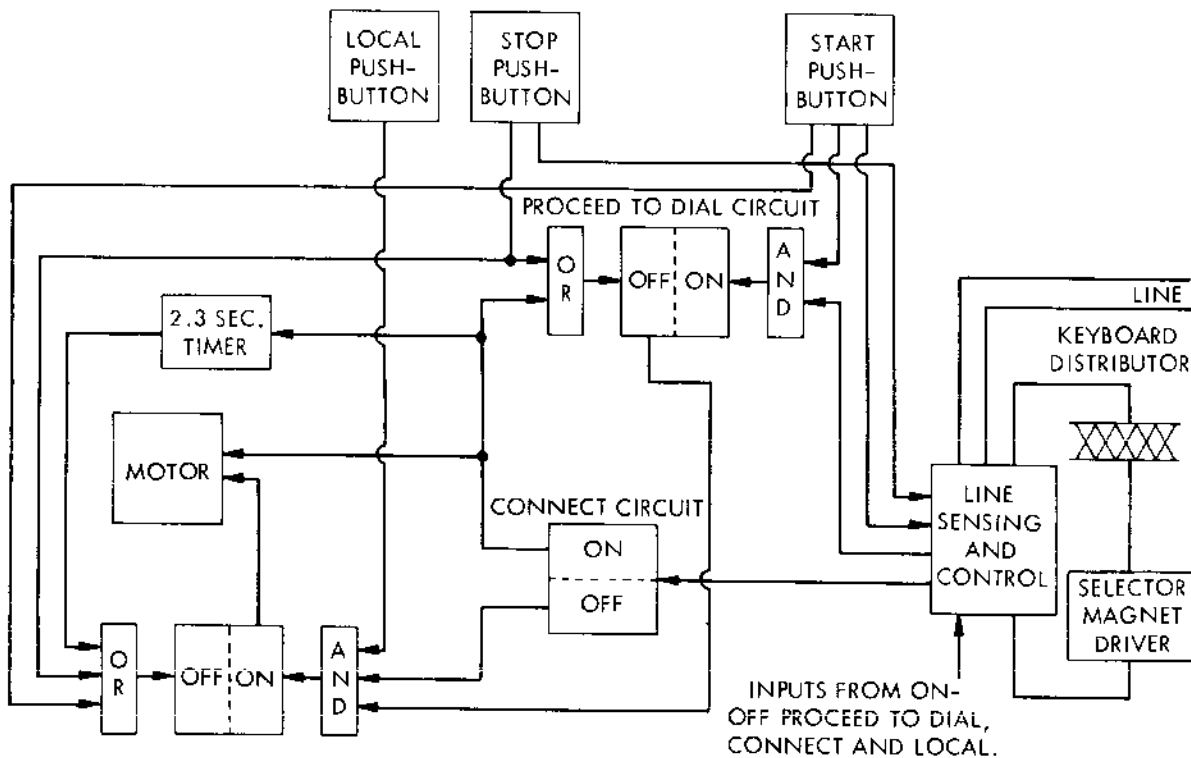 LOCAL
PUSH-
BUTTON
STOP
PUSH-
BUTTON
START
PUSH-
BUTTON
PROCEED TO DIAL CIRCUIT
O
R
OFF
ON
A
N
D
LINE
2.3 SEC.
TIMER
KEYBOARD
DISTRIBUTOR
MOTOR
CONNECT CIRCUIT
ON
OFF
LINE
SENSING
AND
CONTROL
SELECTOR
MAGNET
DRIVER
O
R
OFF
ON
A
N
D
INPUTS FROM ON-
OFF PROCEED TO DIAL,
CONNECT AND LOCAL.